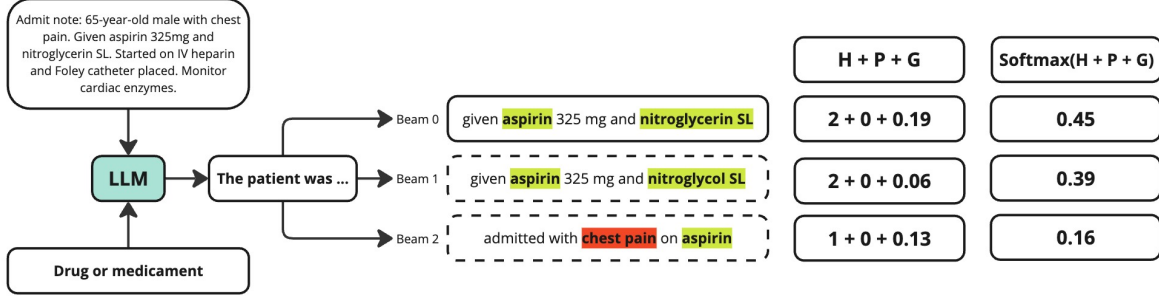 Admit note: 65-year-old male with chest
pain. Given aspirin 325mg and
nitroglycerin SL. Started on IV heparin
and Foley catheter placed. Monitor
cardiac enzymes.
LLM
Drug or medicament
The patient was ...
H + P + G
Softmax(H + P + G)
Beam 0
given aspirin 325 mg and nitroglycerin SL
2 + 0 + 0.19
0.45
Beam 1
given aspirin 325 mg and nitroglycol SL
2 + 0 + 0.06
0.39
Beam 2
admitted with chest pain on aspirin
1 + 0 + 0.13
0.16